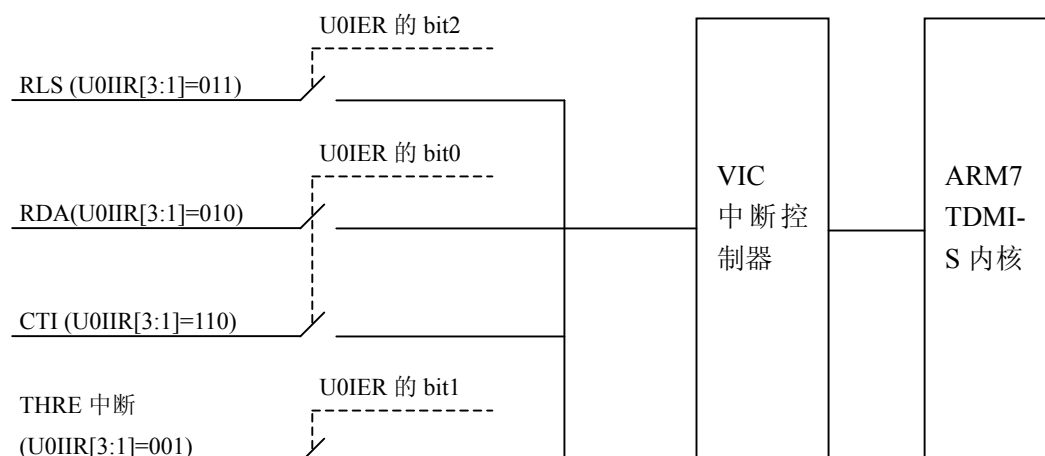 U0IER 的 bit2
RLS (U0IIR[3:1]=011)
U0IER 的 bit0
RDA(U0IIR[3:1]=010)
CTI (U0IIR[3:1]=110)
U0IER 的 bit1
THRE 中断
(U0IIR[3:1]=001)
VIC
中断控
制器
ARM7
TDMI-
S 内核